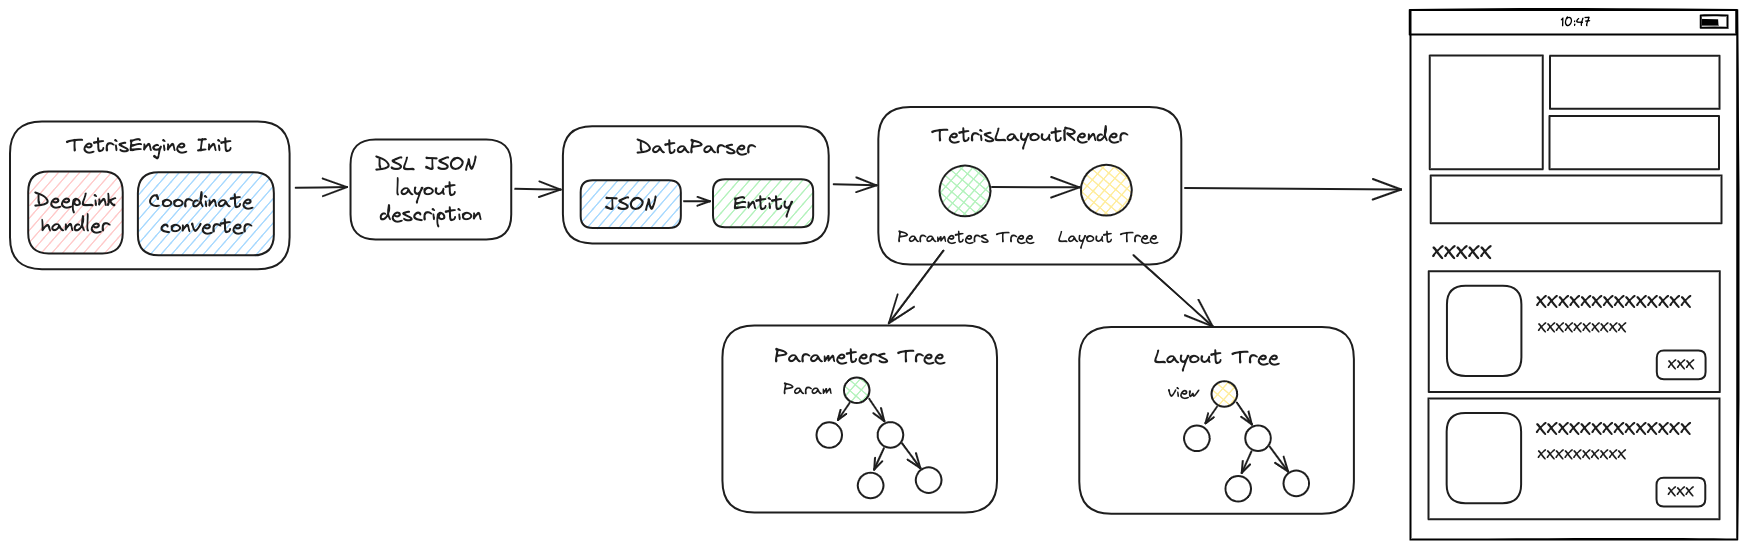 TetrisEngine Init
DeepLink
handler
Coordinate
converter
DSL JSON
layout
description
DataParser
JSON
Entity
TetrisLayoutRender
Parameters Tree
Layout Tree
Parameters Tree
Param
Layout Tree
view
10:47
XXXXX
XXXXXXXXXXXXXX
XXXXXXXXXX
XXX
XXXXXXXXXXXXXX
XXXXXXXXXX
XXX